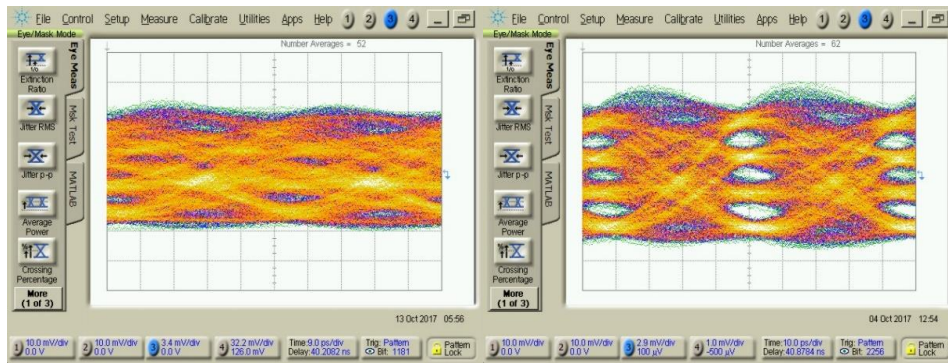 File Control Setup Measure Calibrate Utilities Apps Help 1 2 3 4
Eye/Mask Mode
Number Averages = 52
Extinction
Ratio
Jitter RMS
Jitter p-p
Average
Power
Crossing
Percentage
More
(1 of 3)
Eye Meas
Msk Test
MATLAB
13 Oct 2017 05:56
1) 10.0 mV/div 2) 10.0 mV/div 3) 3.4 mV/div 4) 32.2 mV/div Time:9.0 ps/div Trig: Pattern Pattern
0.0 V 0.0 V 0.0 V 126.0 mV Delay:40.2082 ns Bit: 1181 Lock
File Control Setup Measure Calibrate Utilities Apps Help 1 2 3 4
Eye/Mask Mode
Number Averages = 62
Extinction
Ratio
Jitter RMS
Jitter p-p
Average
Power
Crossing
Percentage
More
(1 of 3)
Eye Meas
Msk Test
MATLAB
04 Oct 2017 12:54
1) 10.0 mV/div 2) 10.0 mV/div 3) 2.9 mV/div 4) 1.0 mV/div Time:10.0 ps/div Trig: Pattern Pattern
0.0 V 0.0 V 100 µV -500 µV Delay:40.8784 ns Bit: 2256 Lock